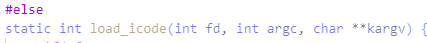 #else
static int load_icode(int fd, int argc, char **kargv) {